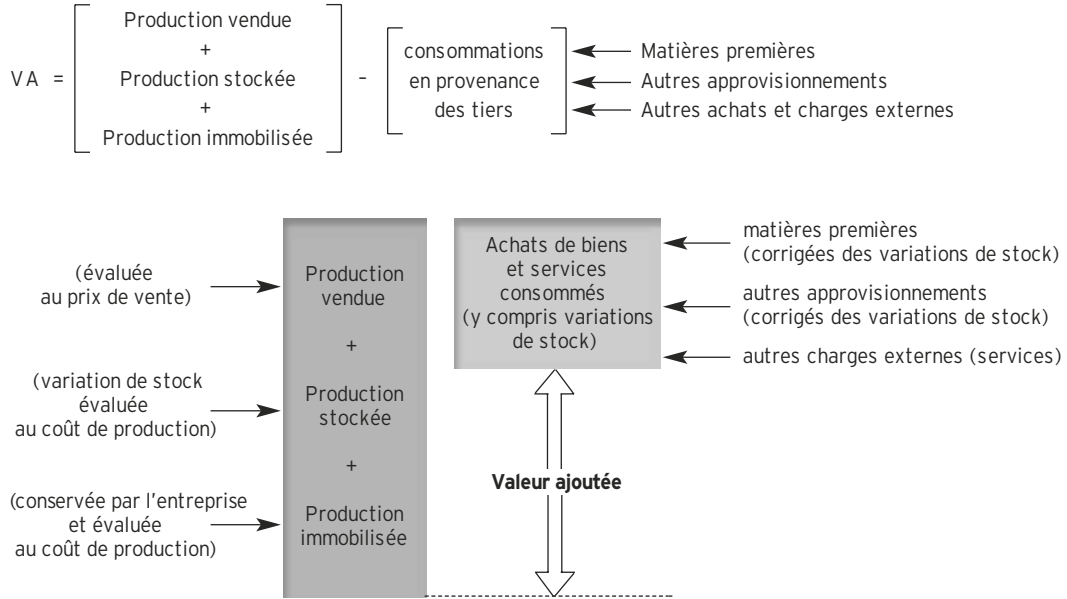 VA =
Production vendue
+
Production stockée
+
Production immobilisée
-
consommations
en provenance
des tiers
Matières premières
Autres approvisionnements
Autres achats et charges externes
(évaluée
au prix de vente)
(variation de stock
évaluée
au coût de production)
(conservée par l'entreprise
et évaluée
au coût de production)
Production
vendue
+
Production
stockée
+
Production
immobilisée
Achats de biens
et services
consommés
(y compris variations
de stock)
matières premières
(corrigées des variations de stock)
autres approvisionnements
(corrigés des variations de stock)
autres charges externes (services)
Valeur ajoutée